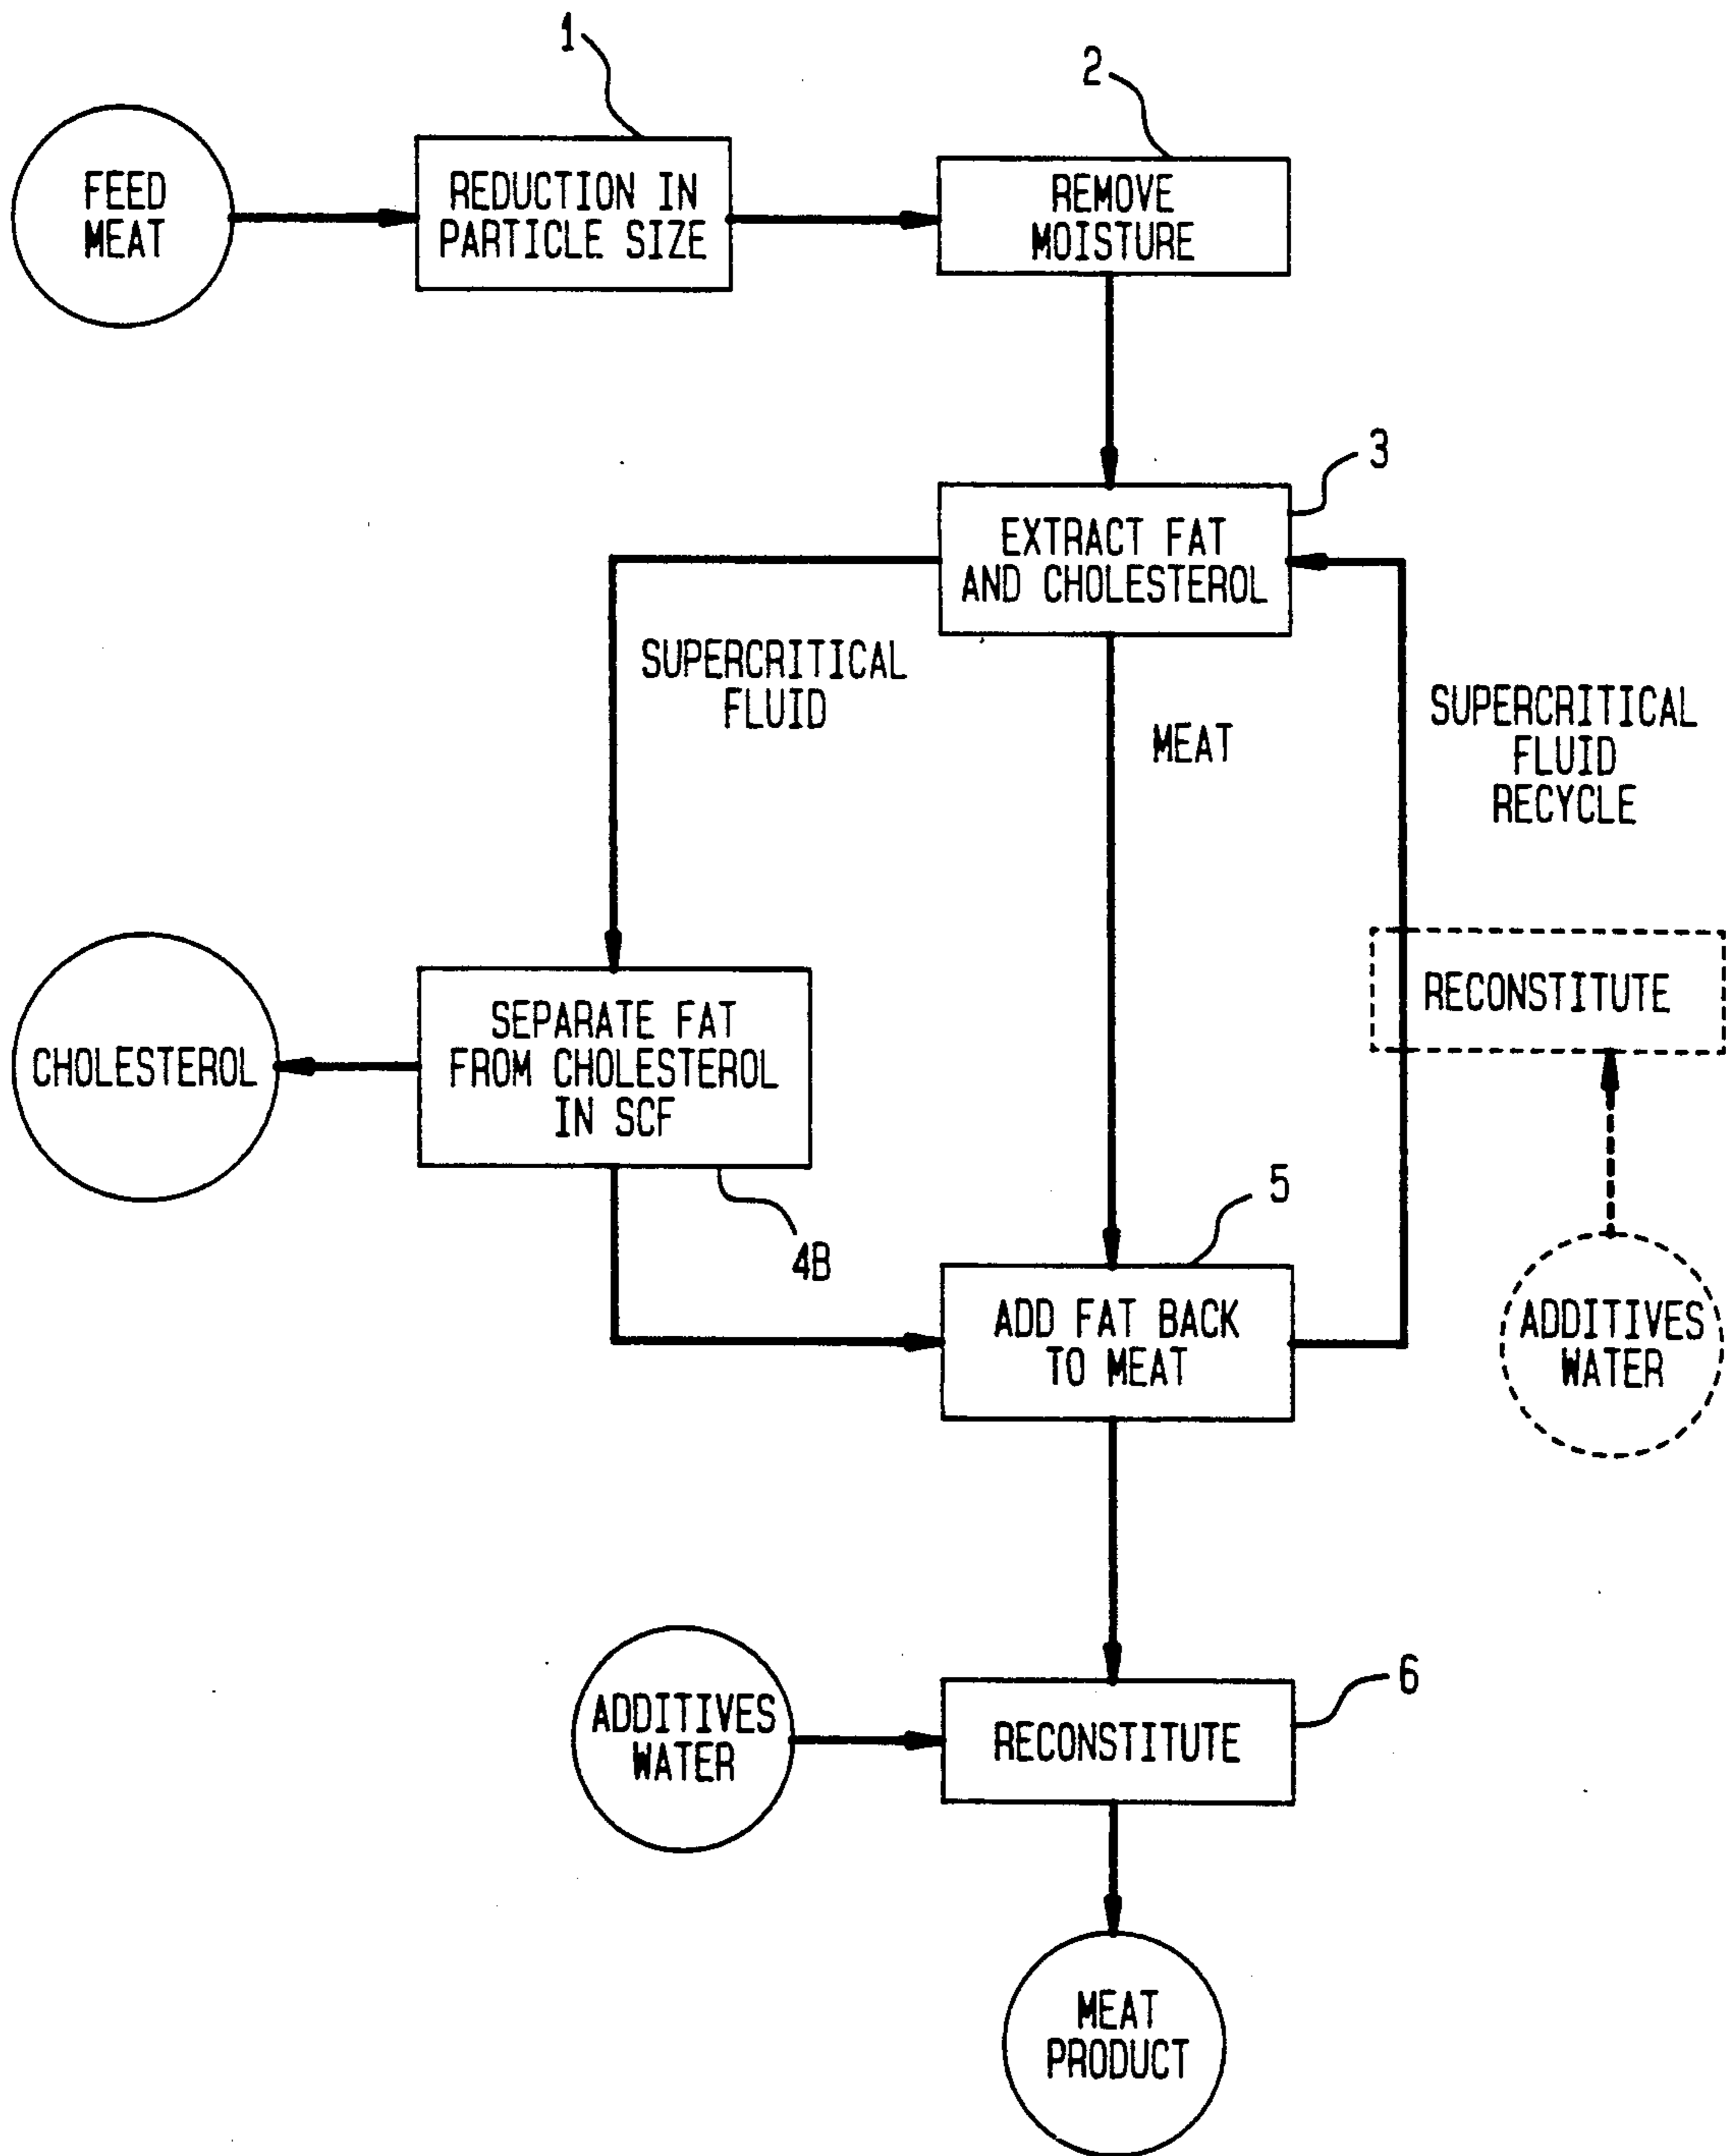 1
2
FEED
MEAT
REDUCTION IN
PARTICLE SIZE
REMOVE
MOISTURE
3
EXTRACT FAT
AND CHOLESTEROL
SUPERCRITICAL
FLUID
MEAT
SUPERCRITICAL
FLUID
RECYCLE
RECONSTITUTE
CHOLESTEROL
SEPARATE FAT
FROM CHOLESTEROL
IN SCF
4B
5
ADD FAT BACK
TO MEAT
ADDITIVES
WATER
ADDITIVES
WATER
6
RECONSTITUTE
MEAT
PRODUCT